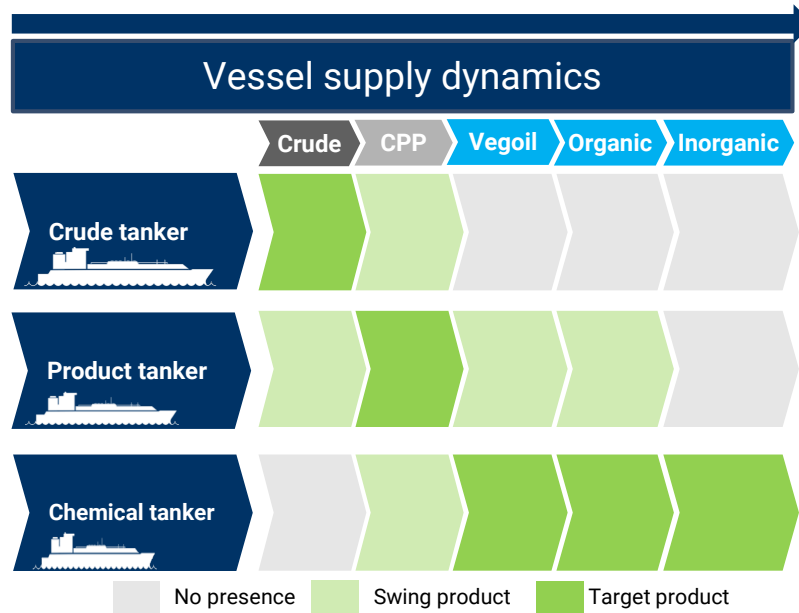 Vessel supply dynamics
Crude CPP Vegoil Organic Inorganic
Crude tanker
Product tanker
Chemical tanker
No presence Swing product Target product